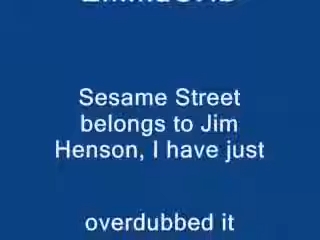 Sesame Street
belongs to Jim
Henson, I have just
overdubbed it